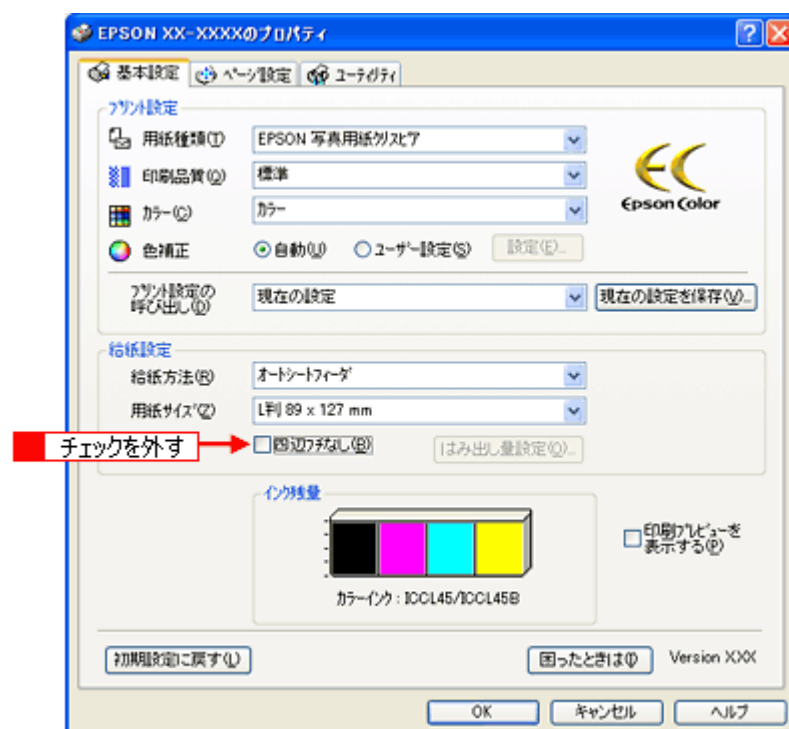 EPSON XX-XXXXのプロパティ
基本設定 ページ設定 ユーティリティ
プリント設定
用紙種類(T) EPSON 写真用紙クリスピア
印刷品質(Q) 標準
カラー(C) カラー
Epson Color
色補正 自動(U) ユーザー設定(S) 設定(E)...
プリント設定の
呼び出し(D) 現在の設定 現在の設定を保存(V)...
給紙設定
給紙方法(R) オートシートフィーダ
用紙サイズ(Z) L判 89 x 127 mm
チェックを外す 四辺フチなし(B) はみ出し量設定(O)...
インク残量
印刷プレビューを
表示する(P)
カラーインク : ICCL45/ICCL45B
初期設定に戻す(L) 困ったときは(I) Version XXX
OK キャンセル ヘルプ